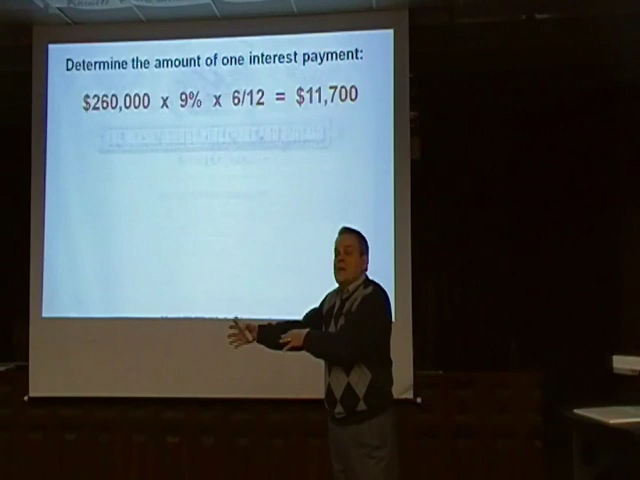 Determine the amount of one interest payment:
$260,000 x 9% x 6/12 = $11,700